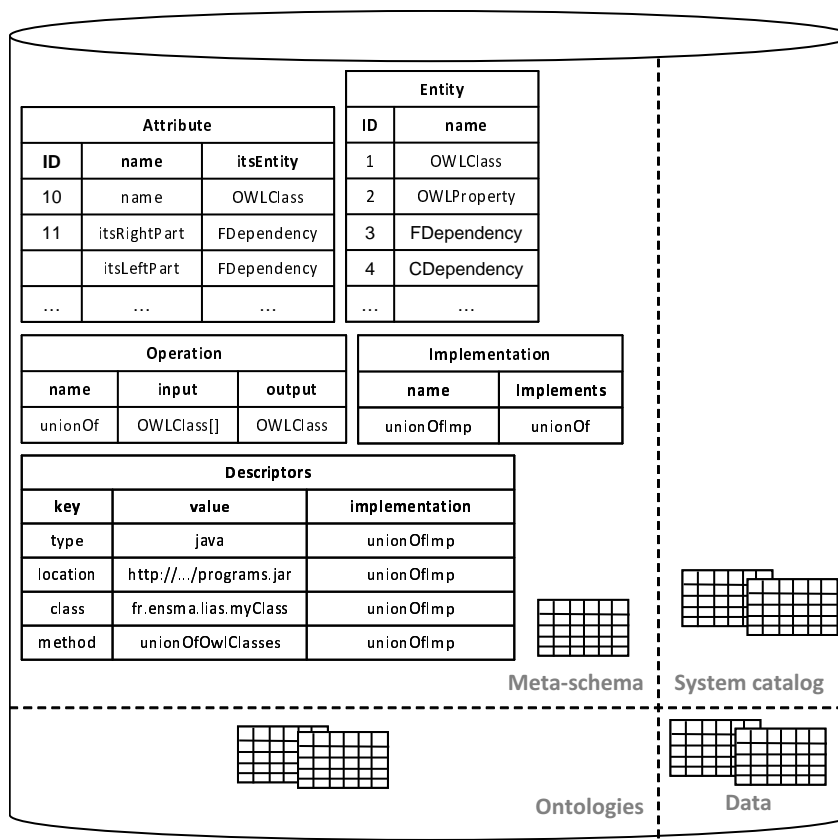 Attribute
ID name itsEntity
10 name OWLClass
11 itsRightPart FDependency
itsLeftPart FDependency
... ... ...
Entity
ID name
1 OWLClass
2 OWLProperty
3 FDependency
4 CDependency
... ...
Operation
name input output
unionOf OWLClass[] OWLClass
Implementation
name Implements
unionOfImp unionOf
Descriptors
key value implementation
type java unionOfImp
location http://.../programs.jar unionOfImp
class fr.ensma.lias.myClass unionOfImp
method unionOfOwlClasses unionOfImp
Meta-schema
System catalog
Ontologies
Data